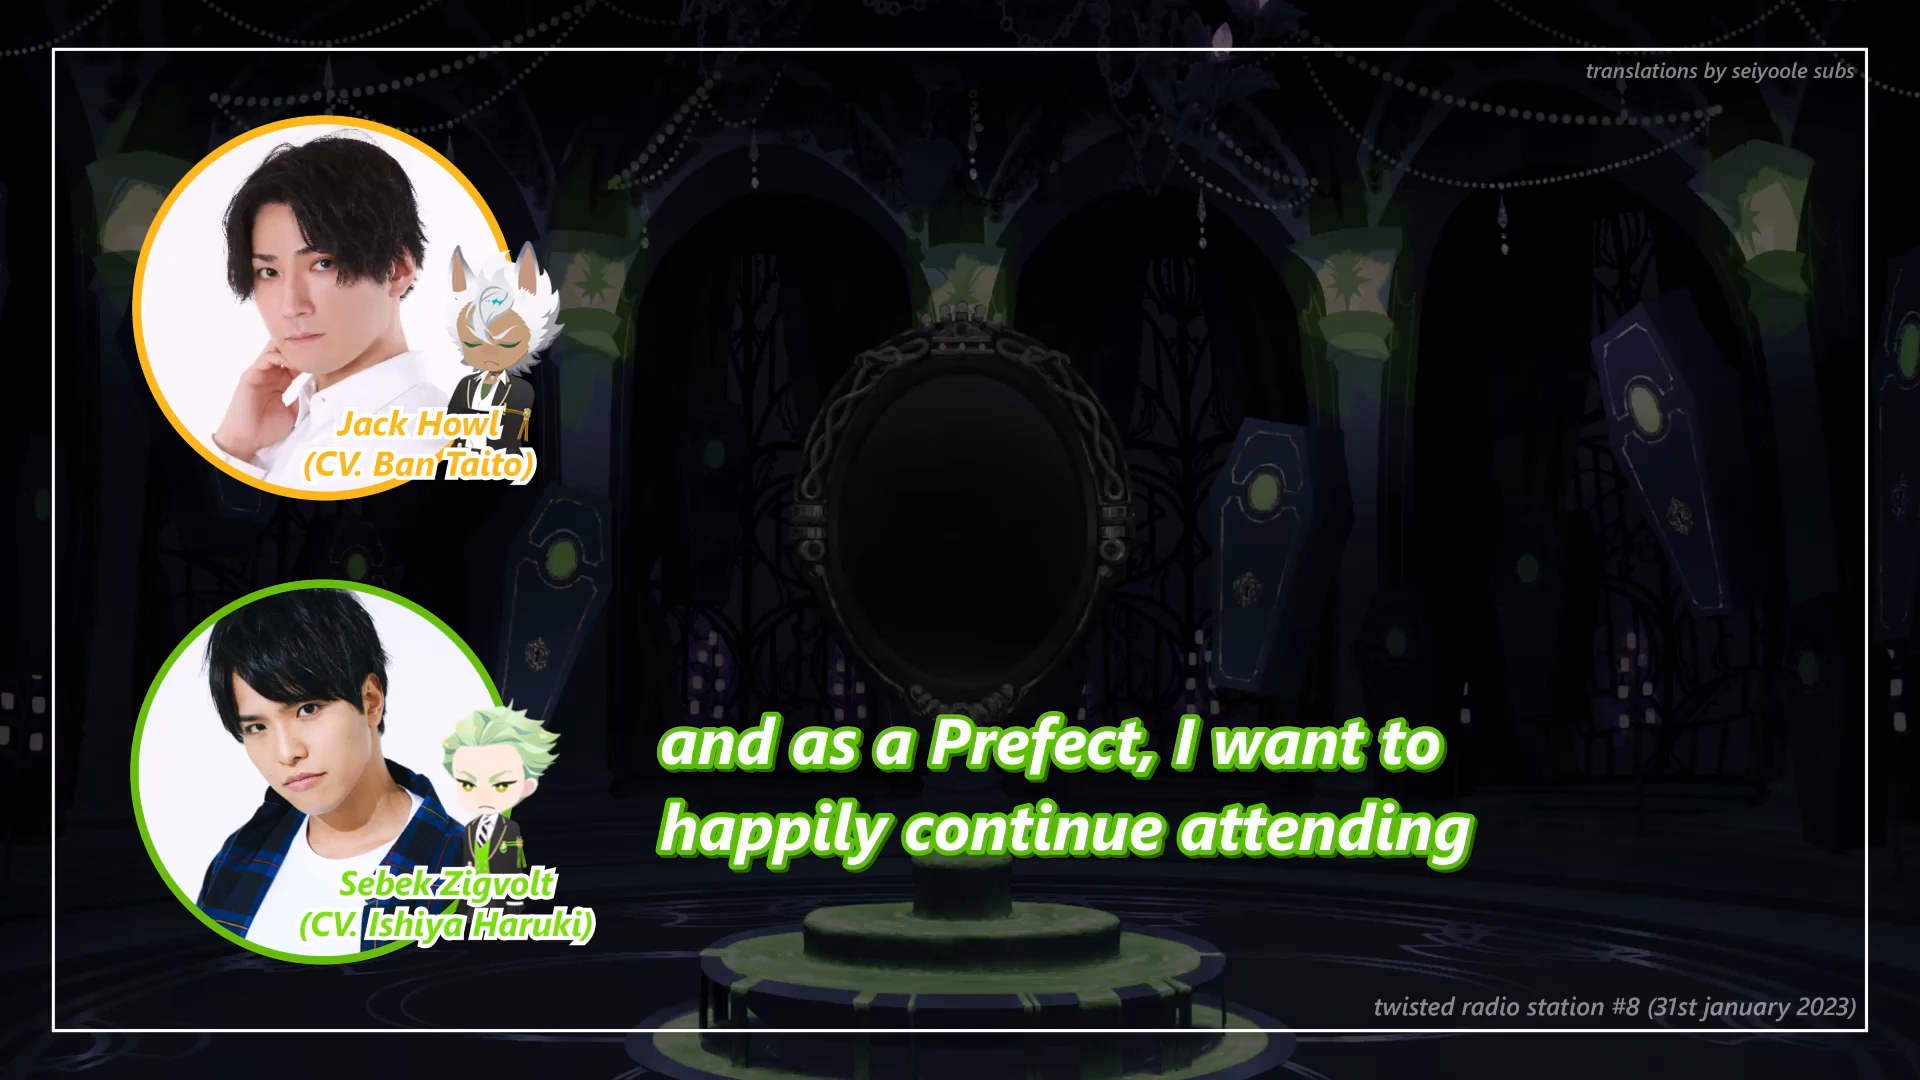 translations by seiyoole subs
Jack Howl
(CV. Ban Taito)
and as a Prefect, I want to
happily continue attending
Sebek Zigvolt
(CV. Ishiya Haruki)
twisted radio station #8 (31st january 2023)